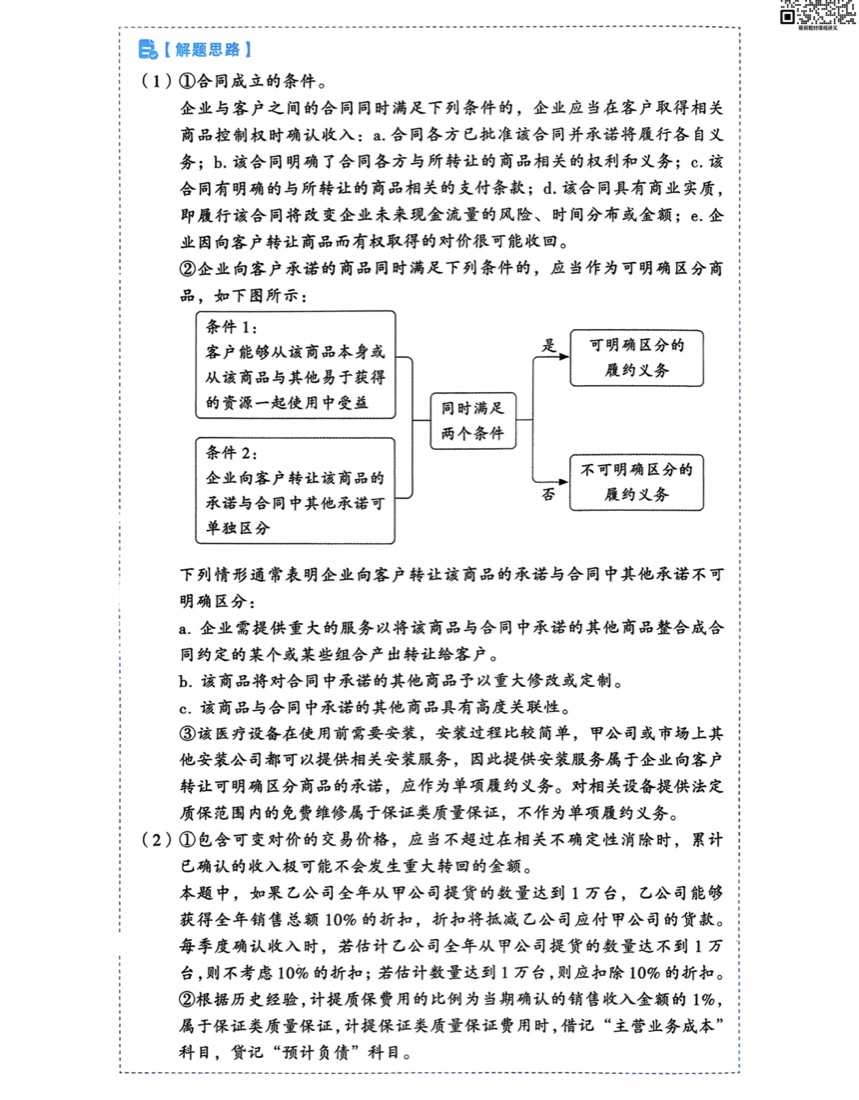 【解题思路】
（1）①合同成立的条件。
企业与客户之间的合同同时满足下列条件的，企业应当在客户取得相关
商品控制权时确认收入：a. 合同各方已批准该合同并承诺将履行各自义
务；b. 该合同明确了合同各方与所转让的商品相关的权利和义务；c. 该
合同有明确的与所转让的商品相关的支付条款；d. 该合同具有商业实质，
即履行该合同将改变企业未来现金流量的风险、时间分布或金额；e. 企
业因向客户转让商品而有权取得的对价很可能收回。
②企业向客户承诺的商品同时满足下列条件的，应当作为可明确区分商
品，如下图所示：
条件 1：
客户能够从该商品本身或
从该商品与其他易于获得
的资源一起使用中受益
条件 2：
企业向客户转让该商品的
承诺与合同中其他承诺可
单独区分
同时满足
两个条件
是
可明确区分的
履约义务
否
不可明确区分的
履约义务
下列情形通常表明企业向客户转让该商品的承诺与合同中其他承诺不可
明确区分：
a. 企业需提供重大的服务以将该商品与合同中承诺的其他商品整合成合
同约定的某个或某些组合产出转让给客户。
b. 该商品将对合同中承诺的其他商品予以重大修改或定制。
c. 该商品与合同中承诺的其他商品具有高度关联性。
③该医疗设备在使用前需要安装，安装过程比较简单，甲公司或市场上其
他安装公司都可以提供相关安装服务，因此提供安装服务属于企业向客户
转让可明确区分商品的承诺，应作为单项履约义务。对相关设备提供法定
质保范围内的免费维修属于保证类质量保证，不作为单项履约义务。
（2）①包含可变对价的交易价格，应当不超过在相关不确定性消除时，累计
已确认的收入极可能不会发生重大转回的金额。
本题中，如果乙公司全年从甲公司提货的数量达到 1 万台，乙公司能够
获得全年销售总额 10% 的折扣，折扣将抵减乙公司应付甲公司的货款。
每季度确认收入时，若估计乙公司全年从甲公司提货的数量达不到 1 万
台，则不考虑 10% 的折扣；若估计数量达到 1 万台，则应扣除 10% 的折扣。
②根据历史经验，计提质保费用的比例为当期确认的销售收入金额的 1%，
属于保证类质量保证，计提保证类质量保证费用时，借记“主营业务成本”
科目，贷记“预计负债”科目。